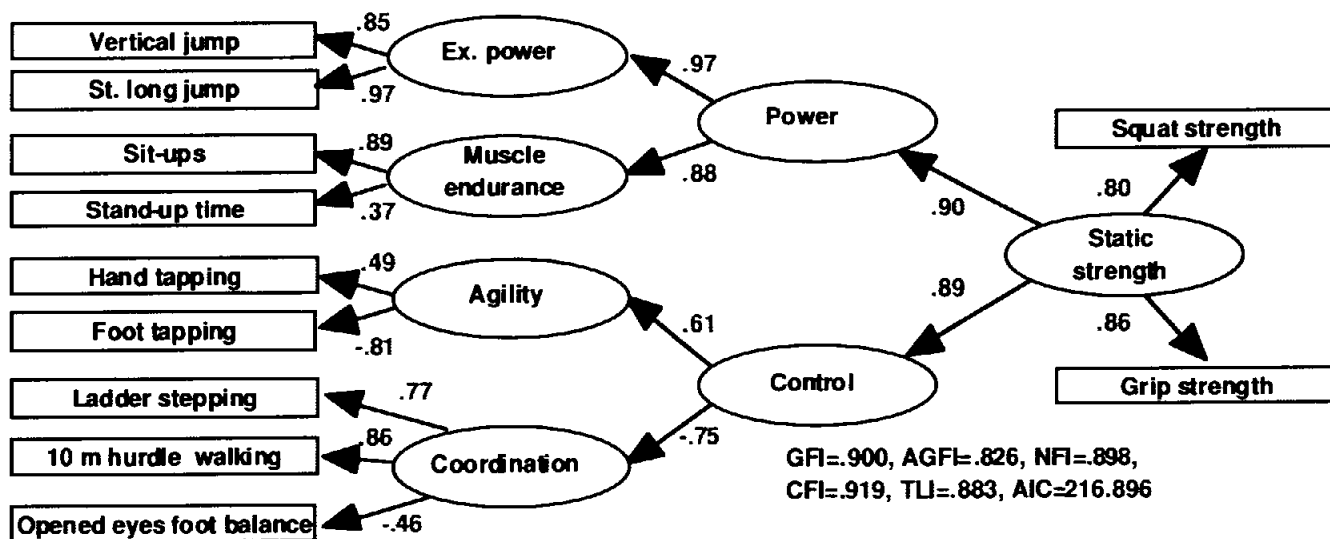 Vertical jump
.85
Ex. power
St. long jump
.97
.97
Power
Sit-ups
.89
Muscle
endurance
.88
Stand-up time
.37
Squat strength
.80
.90
Static
strength
Hand tapping
.49
Agility
.89
Foot tapping
-.81
.61
.86
Control
Grip strength
Ladder stepping
.77
-.75
10 m hurdle walking
.86
Coordination
Opened eyes foot balance
-.46
GFI=.900, AGFI=.826, NFI=.898,
CFI=.919, TLI=.883, AIC=216.896